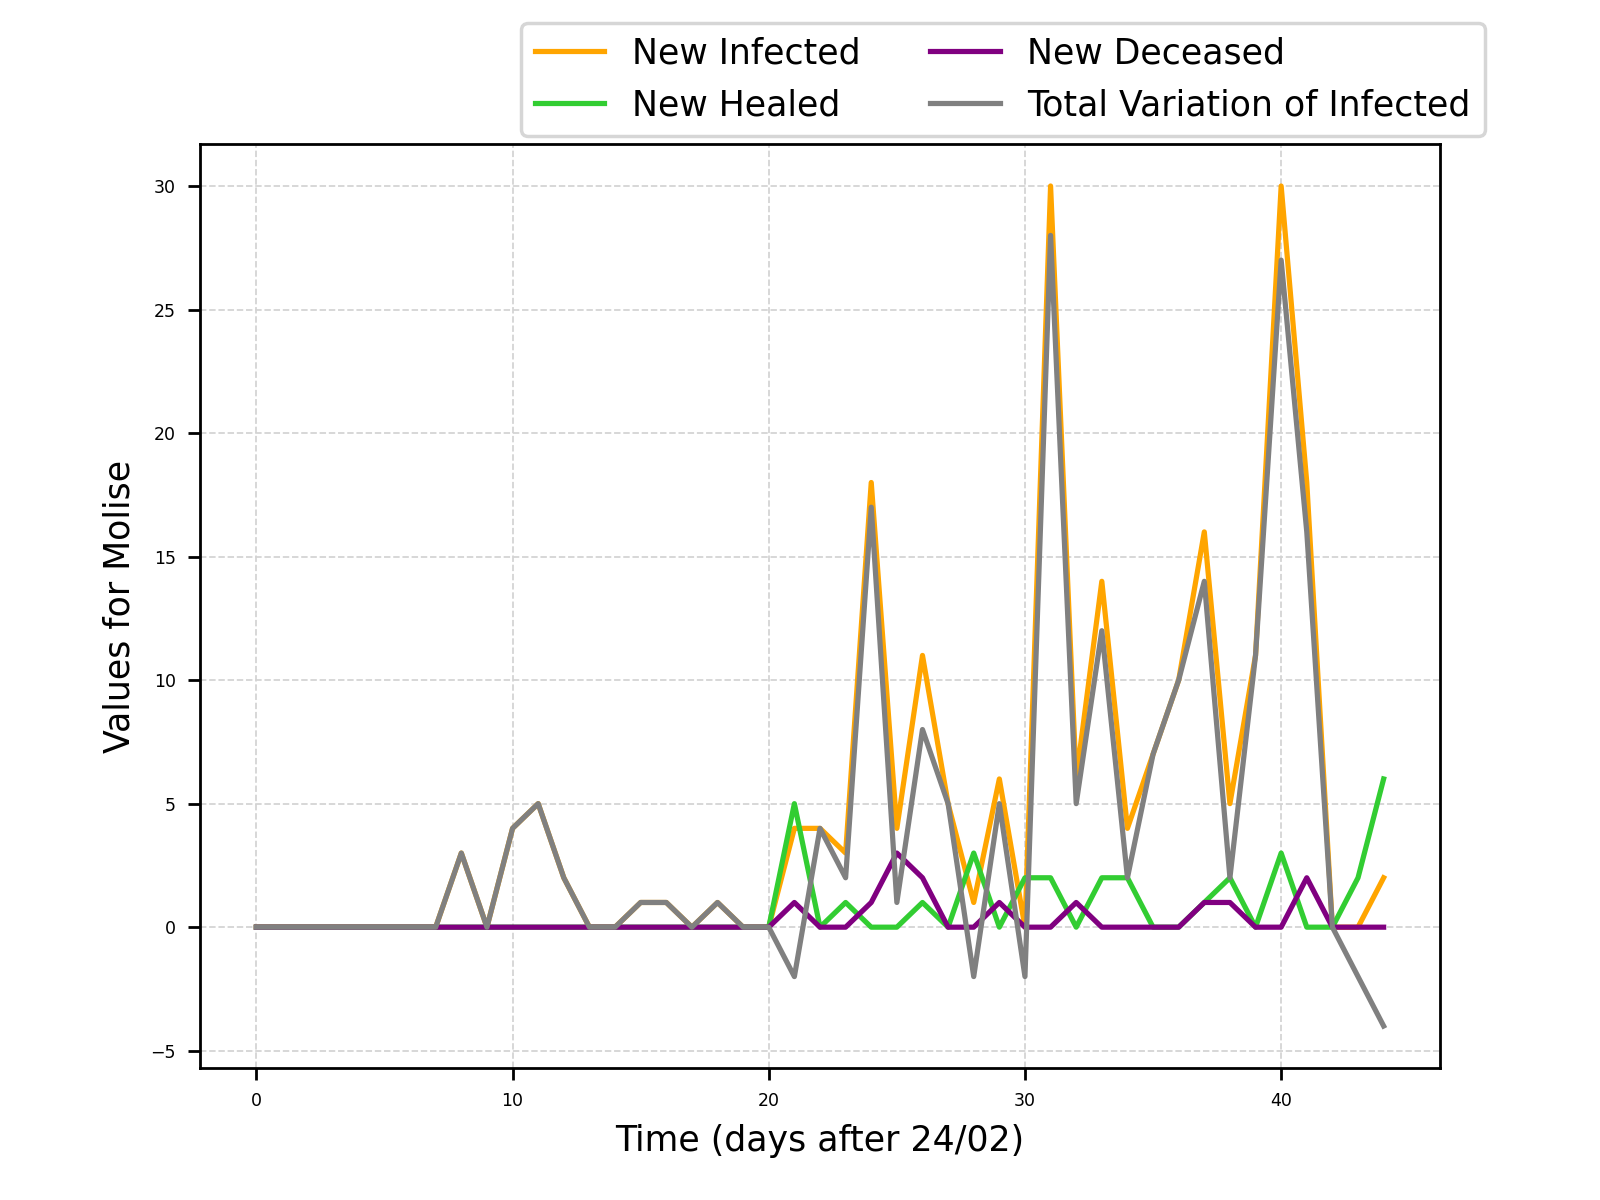 New Infected
New Healed
New Deceased
Total Variation of Infected
30
25
20
15
10
5
0
−5
Values for Molise
0 10 20 30 40
Time (days after 24/02)